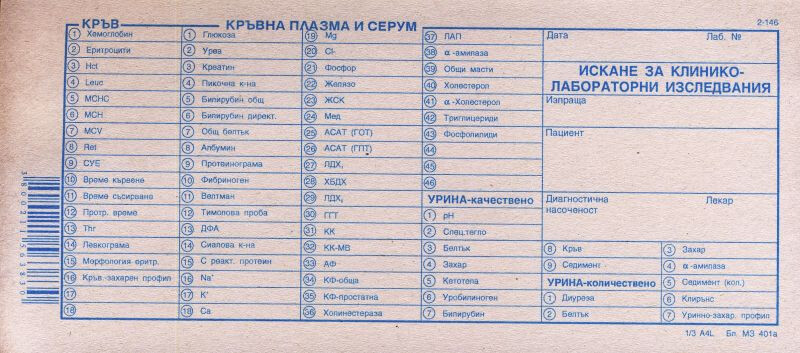 2-146
КРЪВ
1 Хемоглобин
2 Еритроцити
3 Hct
4 Leuc
5 MCHC
6 MCH
7 MCV
8 Ret
9 СУЕ
10 Време кървене
11 Време съсирване
12 Протр. време
13 Thr
14 Левкограма
15 Морфология еритр.
16 Кръв.-захарен профил
17
18
КРЪВНА ПЛАЗМА И СЕРУМ
1 Глюкоза
2 Урея
3 Креатин
4 Пикочна к-на
5 Билирубин общ
6 Билирубин директ.
7 Общ белтък
8 Албумин
9 Протеинограма
10 Фибриноген
11 Велтман
12 Тимолова проба
13 ДФА
14 Сиалова к-на
15 С реакт. протеин
16 Na⁺
17 K⁺
18 Ca
19 Mg
20 Cl-
21 Фосфор
22 Желязо
23 ЖСК
24 Мед
25 АСАТ (ГОТ)
26 АСАТ (ГПТ)
27 ЛДХ,
28 ХБДХ
29 ЛДХ,
30 ГГТ
31 КК
32 КК-МВ
33 АФ
34 КФ-обща
35 КФ-простатна
36 Холинестераза
37 ЛАП
38 α-амилаза
39 Общи масти
40 Холестерол
41 α-Холестерол
42 Триглицериди
43 Фосфолипиди
44
45
46
УРИНА-качествено
1 pH
2 Спец.тегло
3 Белтък
4 Захар
5 Кетотела
6 Уробилиноген
7 Билирубин
Дата Лаб. №
ИСКАНЕ ЗА КЛИНИКО-
ЛАБОРАТОРНИ ИЗСЛЕДВАНИЯ
Изпраща
Пациент
Диагностична Лекар
насоченост
8 Кръв
9 Седимент
УРИНА-количествено
1 Диуреза
2 Белтък
3 Захар
4 α-амилаза
5 Седимент (кол.)
6 Клирънс
7 Уринно-захар. профил
1/3 A4L Бл. МЗ 401а